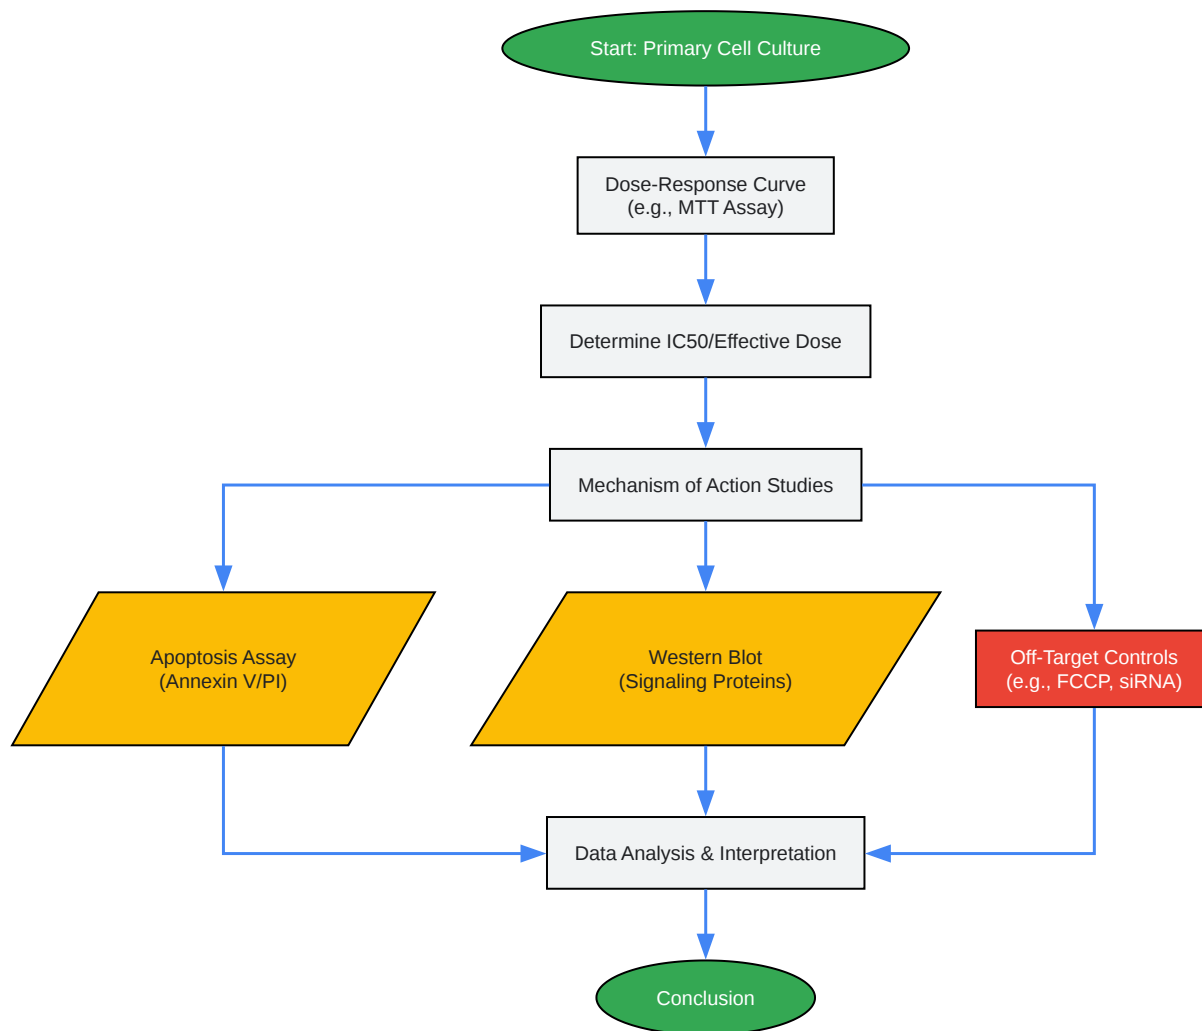 Start: Primary Cell Culture
Dose-Response Curve
(e.g., MTT Assay)
Determine IC50/Effective Dose
Mechanism of Action Studies
Apoptosis Assay
(Annexin V/PI)
Western Blot
(Signaling Proteins)
Off-Target Controls
(e.g., FCCP, siRNA)
Data Analysis & Interpretation
Conclusion